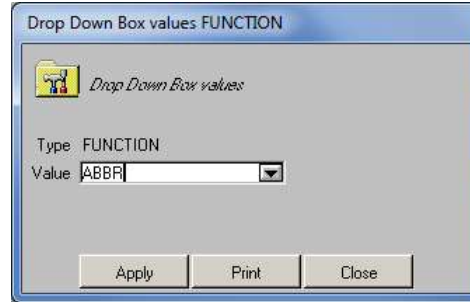 Drop Down Box values FUNCTION
Drop Down Box values
Type FUNCTION
Value ABBR
Apply Print Close